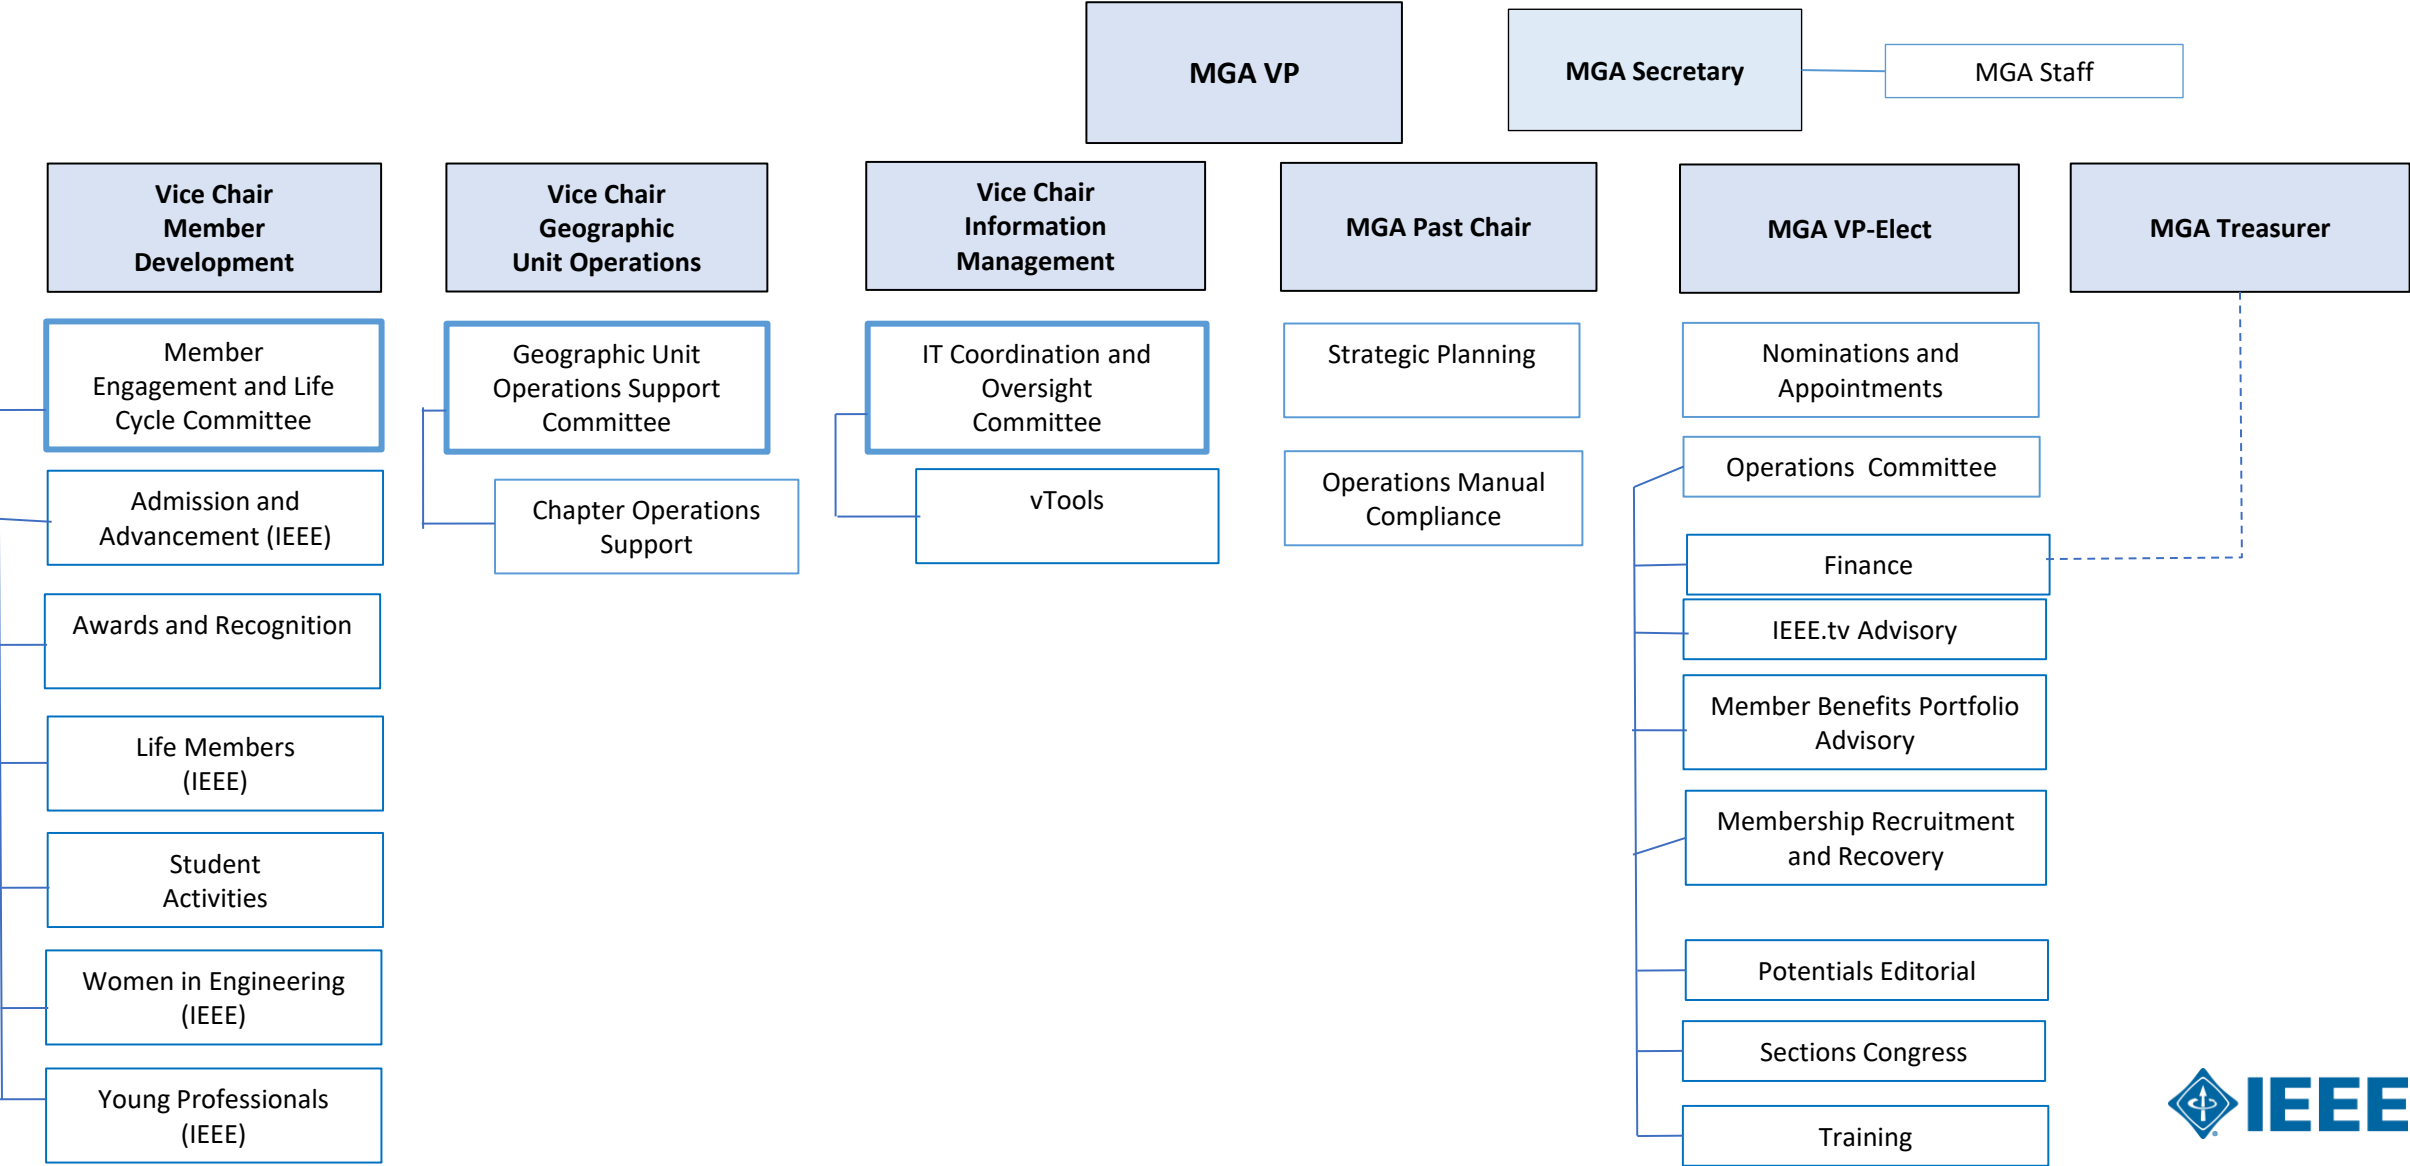 MGA VP
MGA Secretary
MGA Staff
Vice Chair
Member
Development
Vice Chair
Geographic
Unit Operations
Vice Chair
Information
Management
MGA Past Chair
MGA VP-Elect
MGA Treasurer
Member
Engagement and Life
Cycle Committee
Admission and
Advancement (IEEE)
Awards and Recognition
Life Members
(IEEE)
Student
Activities
Women in Engineering
(IEEE)
Young Professionals
(IEEE)
Geographic Unit
Operations Support
Committee
Chapter Operations
Support
IT Coordination and
Oversight
Committee
vTools
Strategic Planning
Operations Manual
Compliance
Nominations and
Appointments
Operations Committee
Finance
IEEE.tv Advisory
Member Benefits Portfolio
Advisory
Membership Recruitment
and Recovery
Potentials Editorial
Sections Congress
Training
IEEE